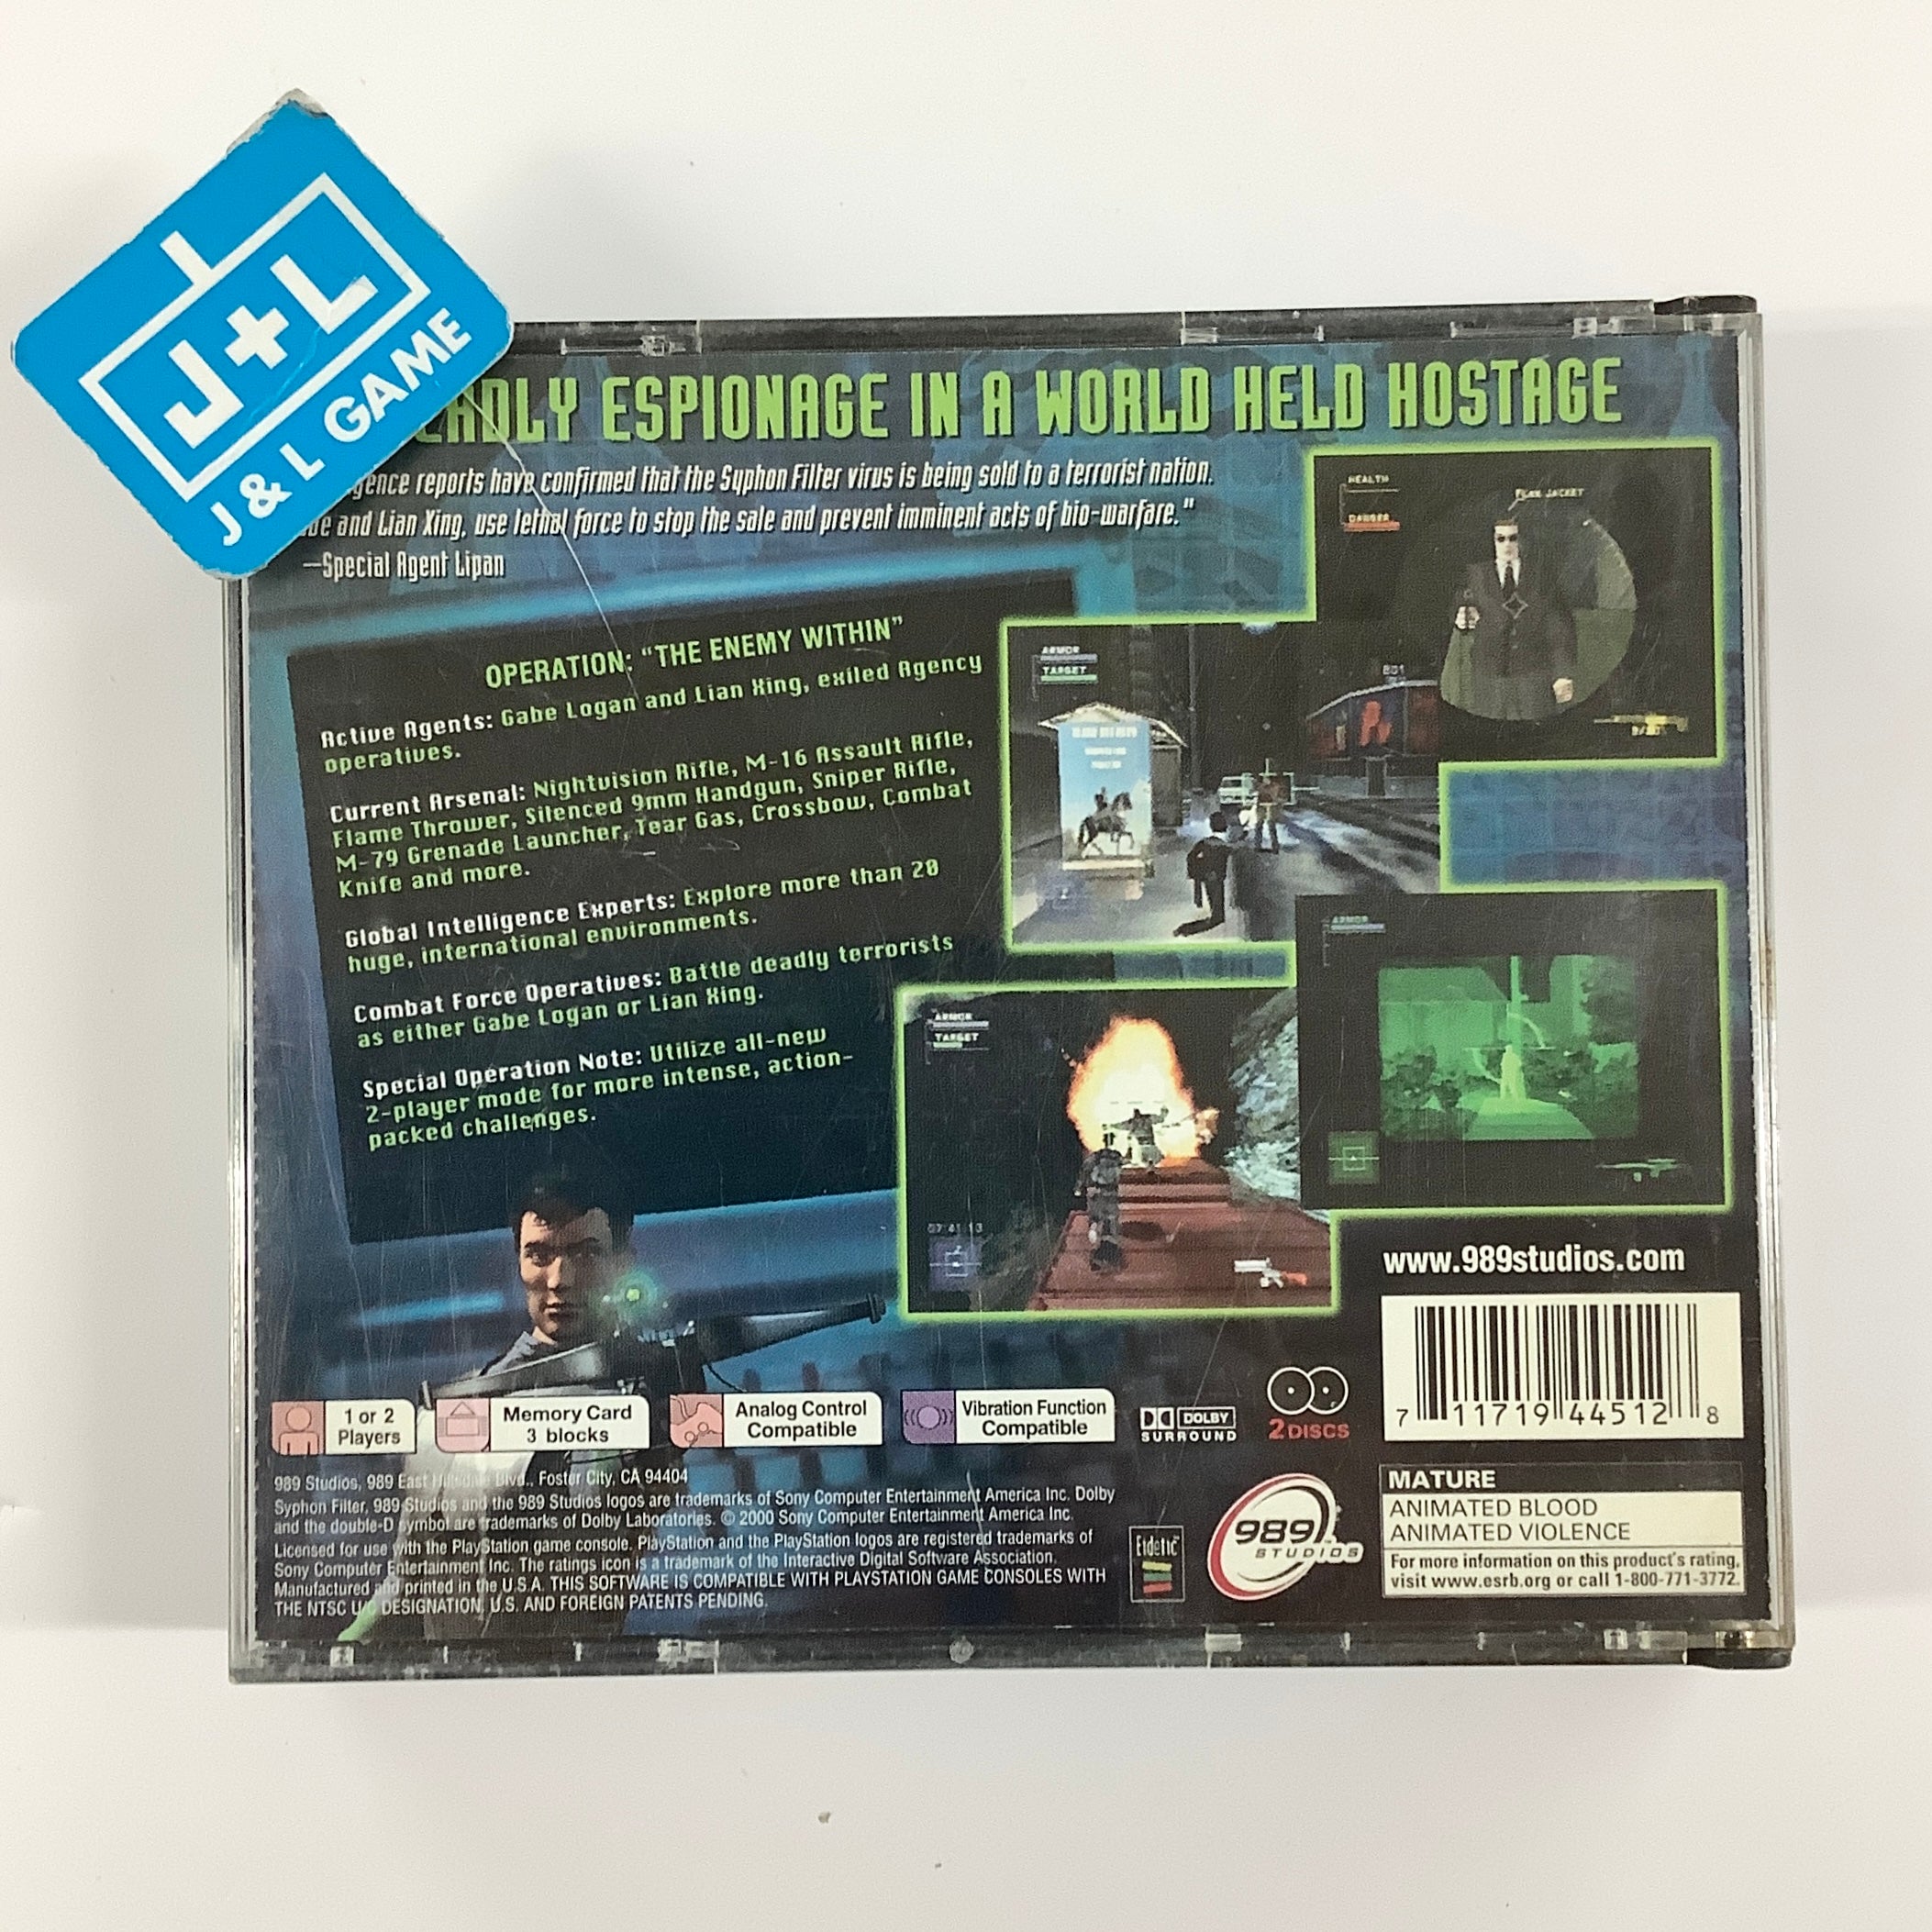 J+L
J & L GAME
ESPIONAGE IN A WORLD HELD HOSTAGE
reports have confirmed that the Syphon Filter virus is being sold to a terrorist nation.
and Lian Xing, use lethal force to stop the sale and prevent imminent acts of bio-warfare."
—Special Agent Lipan
OPERATION: "THE ENEMY WITHIN"
Active Agents: Gabe Logan and Lian Xing, exiled Agency
operatives.
Current Arsenal: Nightvision Rifle, M-16 Assault Rifle,
Flame Thrower, Silenced 9mm Handgun, Sniper Rifle,
M-79 Grenade Launcher, Tear Gas, Crossbow, Combat
Knife and more.
Global Intelligence Experts: Explore more than 20
huge, international environments.
Combat Force Operatives: Battle deadly terrorists
as either Gabe Logan or Lian Xing.
Special Operation Note: Utilize all-new
2-player mode for more intense, action-
packed challenges.
HEALTH
DANGER
FLAK JACKET
ARMOR
TARGET
ARMOR
ARMOR
TARGET
07:41:13
www.989studios.com
7 11719 44512 8
1 or 2
Players
Memory Card
3 blocks
Analog Control
Compatible
Vibration Function
Compatible
DOLBY
SURROUND
2 DISCS
989 Studios, 989 East Hillsdale Blvd., Foster City, CA 94404
Syphon Filter, 989 Studios and the 989 Studios logos are trademarks of Sony Computer Entertainment America Inc. Dolby
and the double-D symbol are trademarks of Dolby Laboratories. © 2000 Sony Computer Entertainment America Inc.
Licensed for use with the PlayStation game console. PlayStation and the PlayStation logos are registered trademarks of
Sony Computer Entertainment Inc. The ratings icon is a trademark of the Interactive Digital Software Association.
Manufactured and printed in the U.S.A. THIS SOFTWARE IS COMPATIBLE WITH PLAYSTATION GAME CONSOLES WITH
THE NTSC U/C DESIGNATION. U.S. AND FOREIGN PATENTS PENDING.
Eidetic
989
STUDIOS
MATURE
ANIMATED BLOOD
ANIMATED VIOLENCE
For more information on this product's rating,
visit www.esrb.org or call 1-800-771-3772.